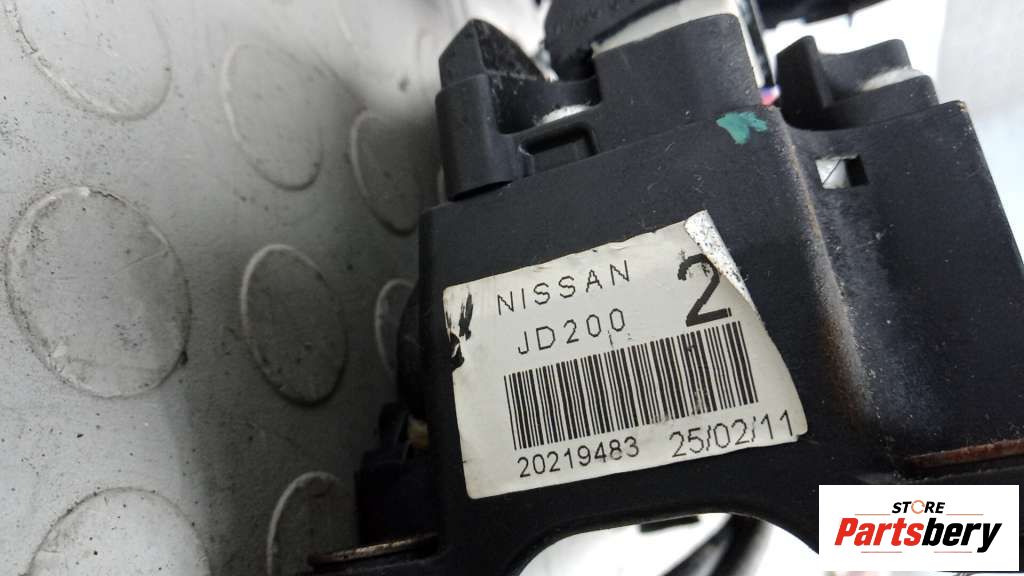 NISSAN
2
JD200
20219483 25/02/11
STORE
Partsbery